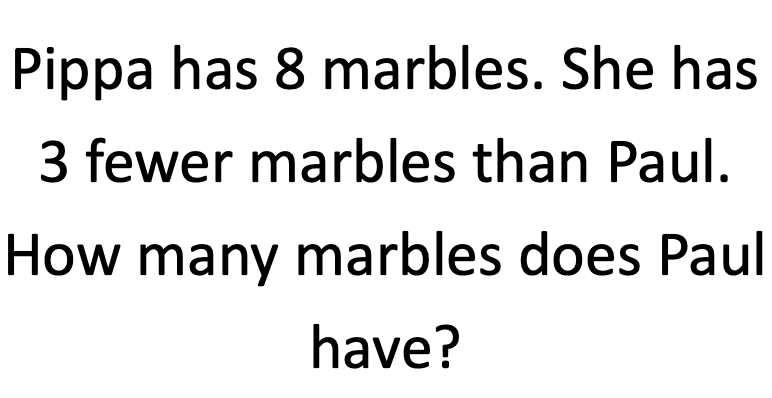 Pippa has 8 marbles. She has
3 fewer marbles than Paul.
How many marbles does Paul
have?